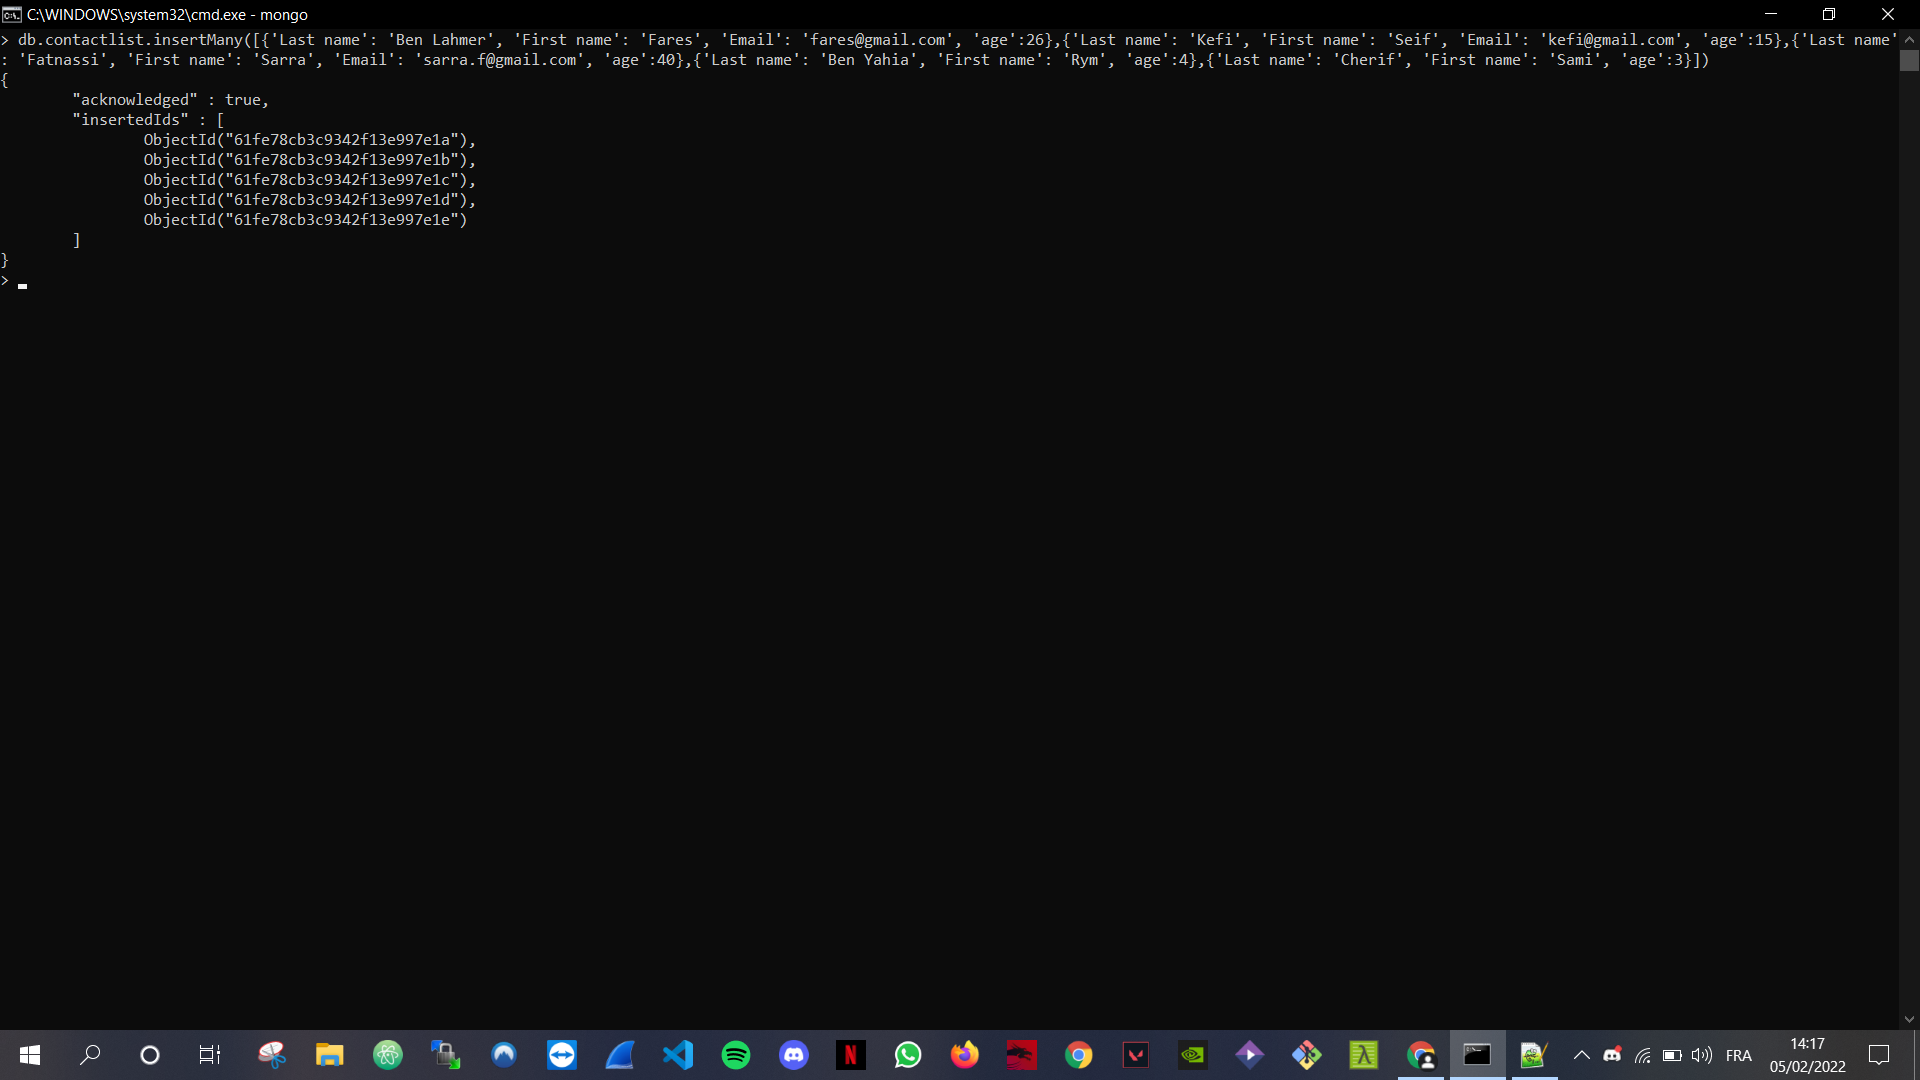 C:\WINDOWS\system32\cmd.exe - mongo
> db.contactlist.insertMany([{'Last name': 'Ben Lahmer', 'First name': 'Fares', 'Email': 'fares@gmail.com', 'age':26},{'Last name': 'Kefi', 'First name': 'Seif', 'Email': 'kefi@gmail.com', 'age':15},{'Last name'
: 'Fatnassi', 'First name': 'Sarra', 'Email': 'sarra.f@gmail.com', 'age':40},{'Last name': 'Ben Yahia', 'First name': 'Rym', 'age':4},{'Last name': 'Cherif', 'First name': 'Sami', 'age':3}])
{
        "acknowledged" : true,
        "insertedIds" : [
                ObjectId("61fe78cb3c9342f13e997e1a"),
                ObjectId("61fe78cb3c9342f13e997e1b"),
                ObjectId("61fe78cb3c9342f13e997e1c"),
                ObjectId("61fe78cb3c9342f13e997e1d"),
                ObjectId("61fe78cb3c9342f13e997e1e")
        ]
}
>
FRA
14:17
05/02/2022